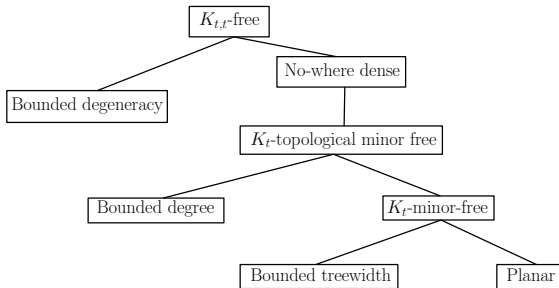 K_{t,t}-free
No-where dense
Bounded degeneracy
K_t-topological minor free
Bounded degree
K_t-minor-free
Bounded treewidth
Planar